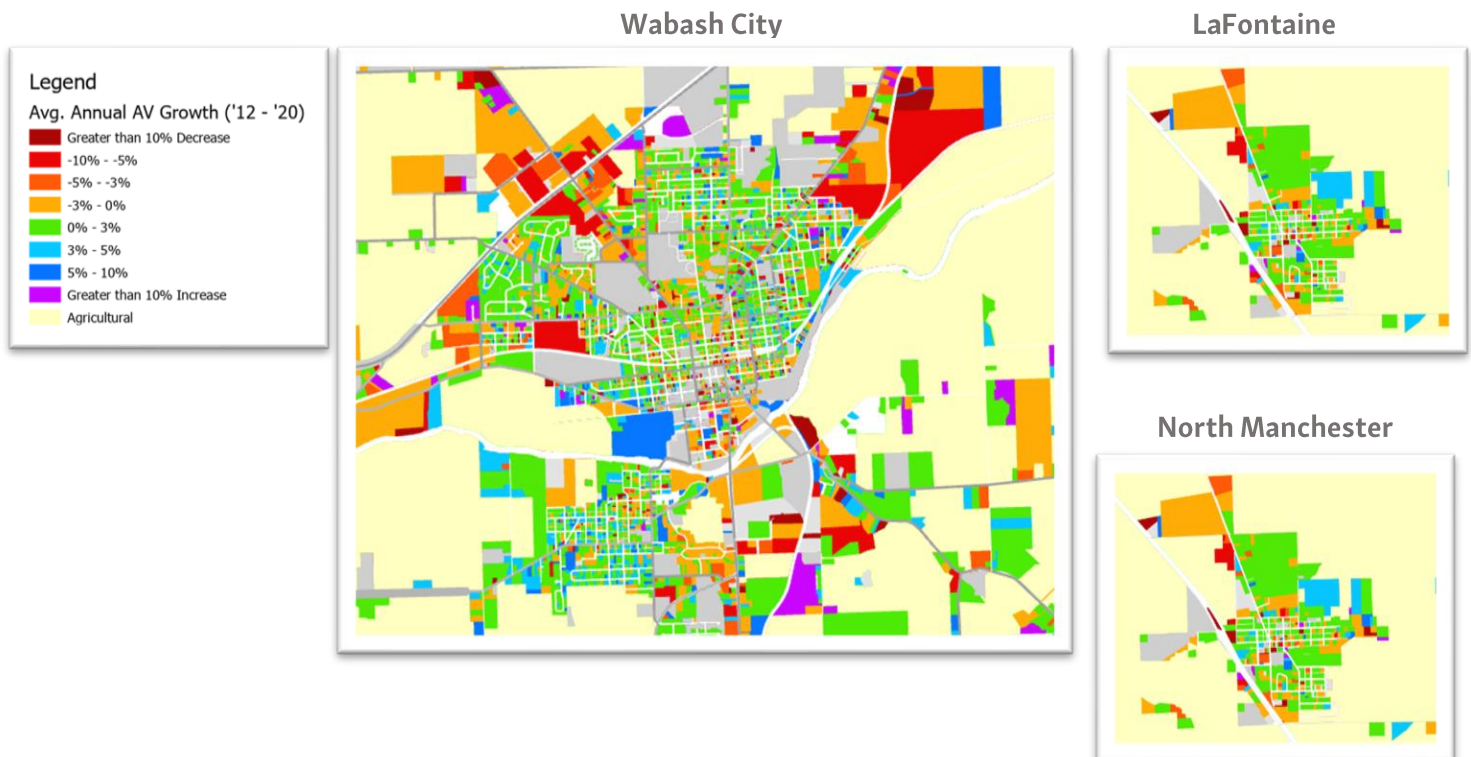 Wabash City
LaFontaine
Legend
Avg. Annual AV Growth ('12 - '20)
Greater than 10% Decrease
-10% - -5%
-5% - -3%
-3% - 0%
0% - 3%
3% - 5%
5% - 10%
Greater than 10% Increase
Agricultural
North Manchester